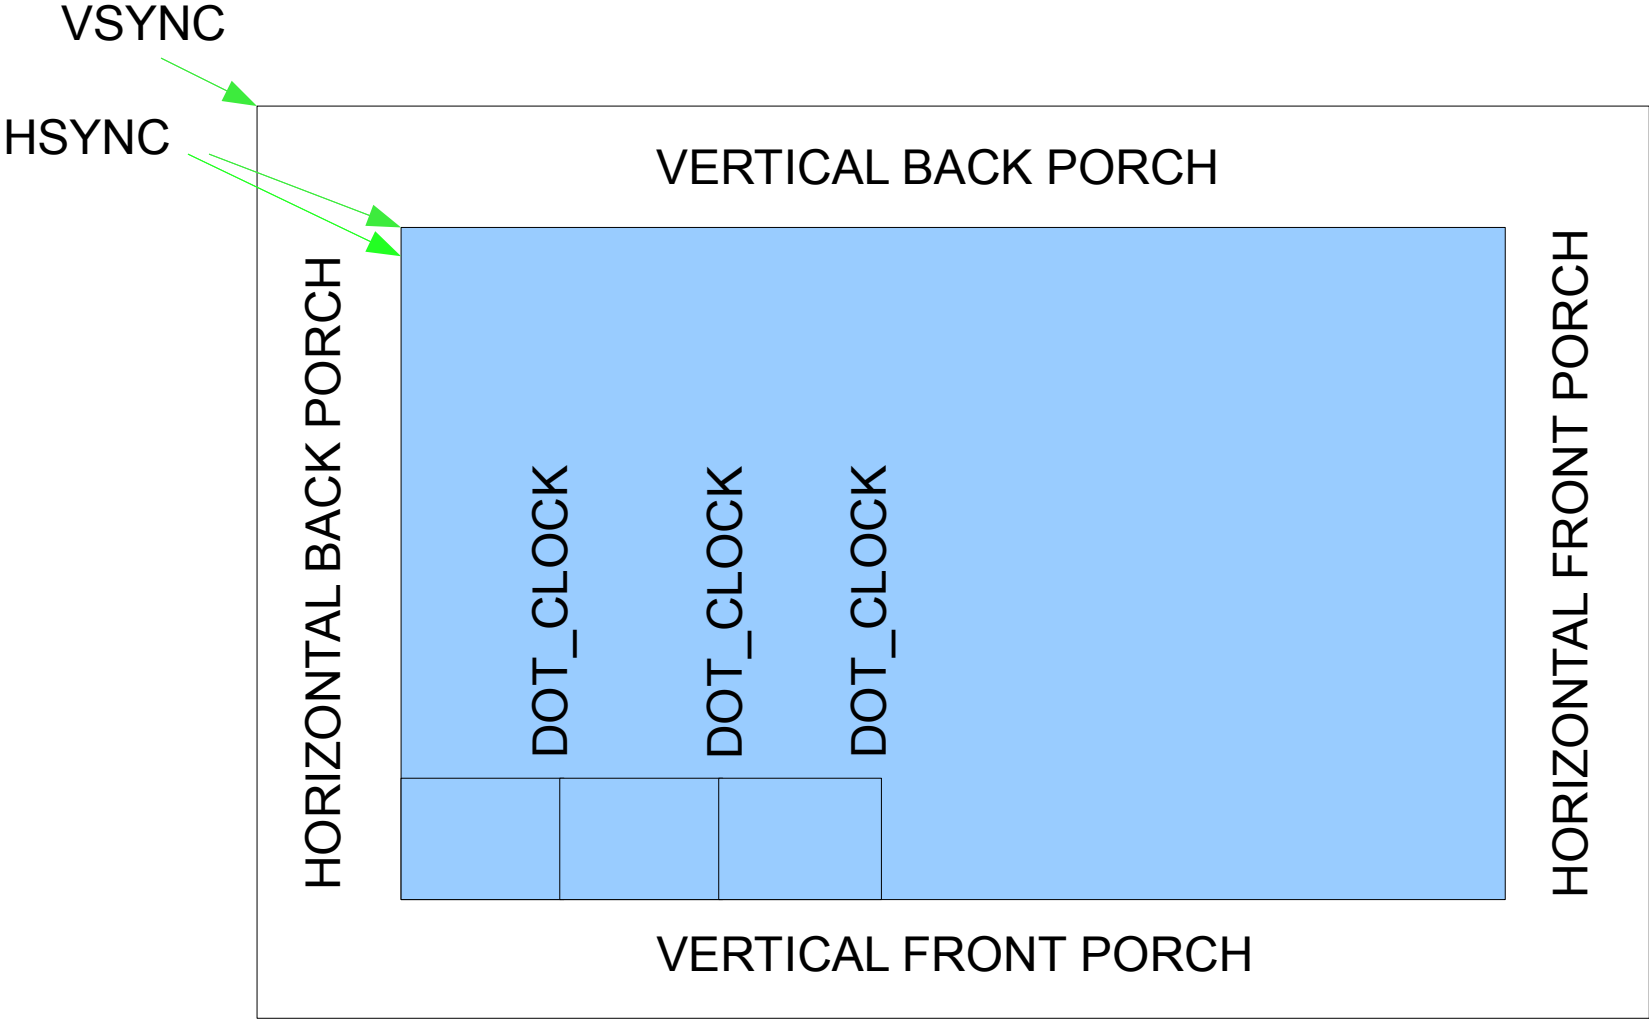 VSYNC
HSYNC
VERTICAL BACK PORCH
HORIZONTAL BACK PORCH
DOT_CLOCK
DOT_CLOCK
DOT_CLOCK
HORIZONTAL FRONT PORCH
VERTICAL FRONT PORCH